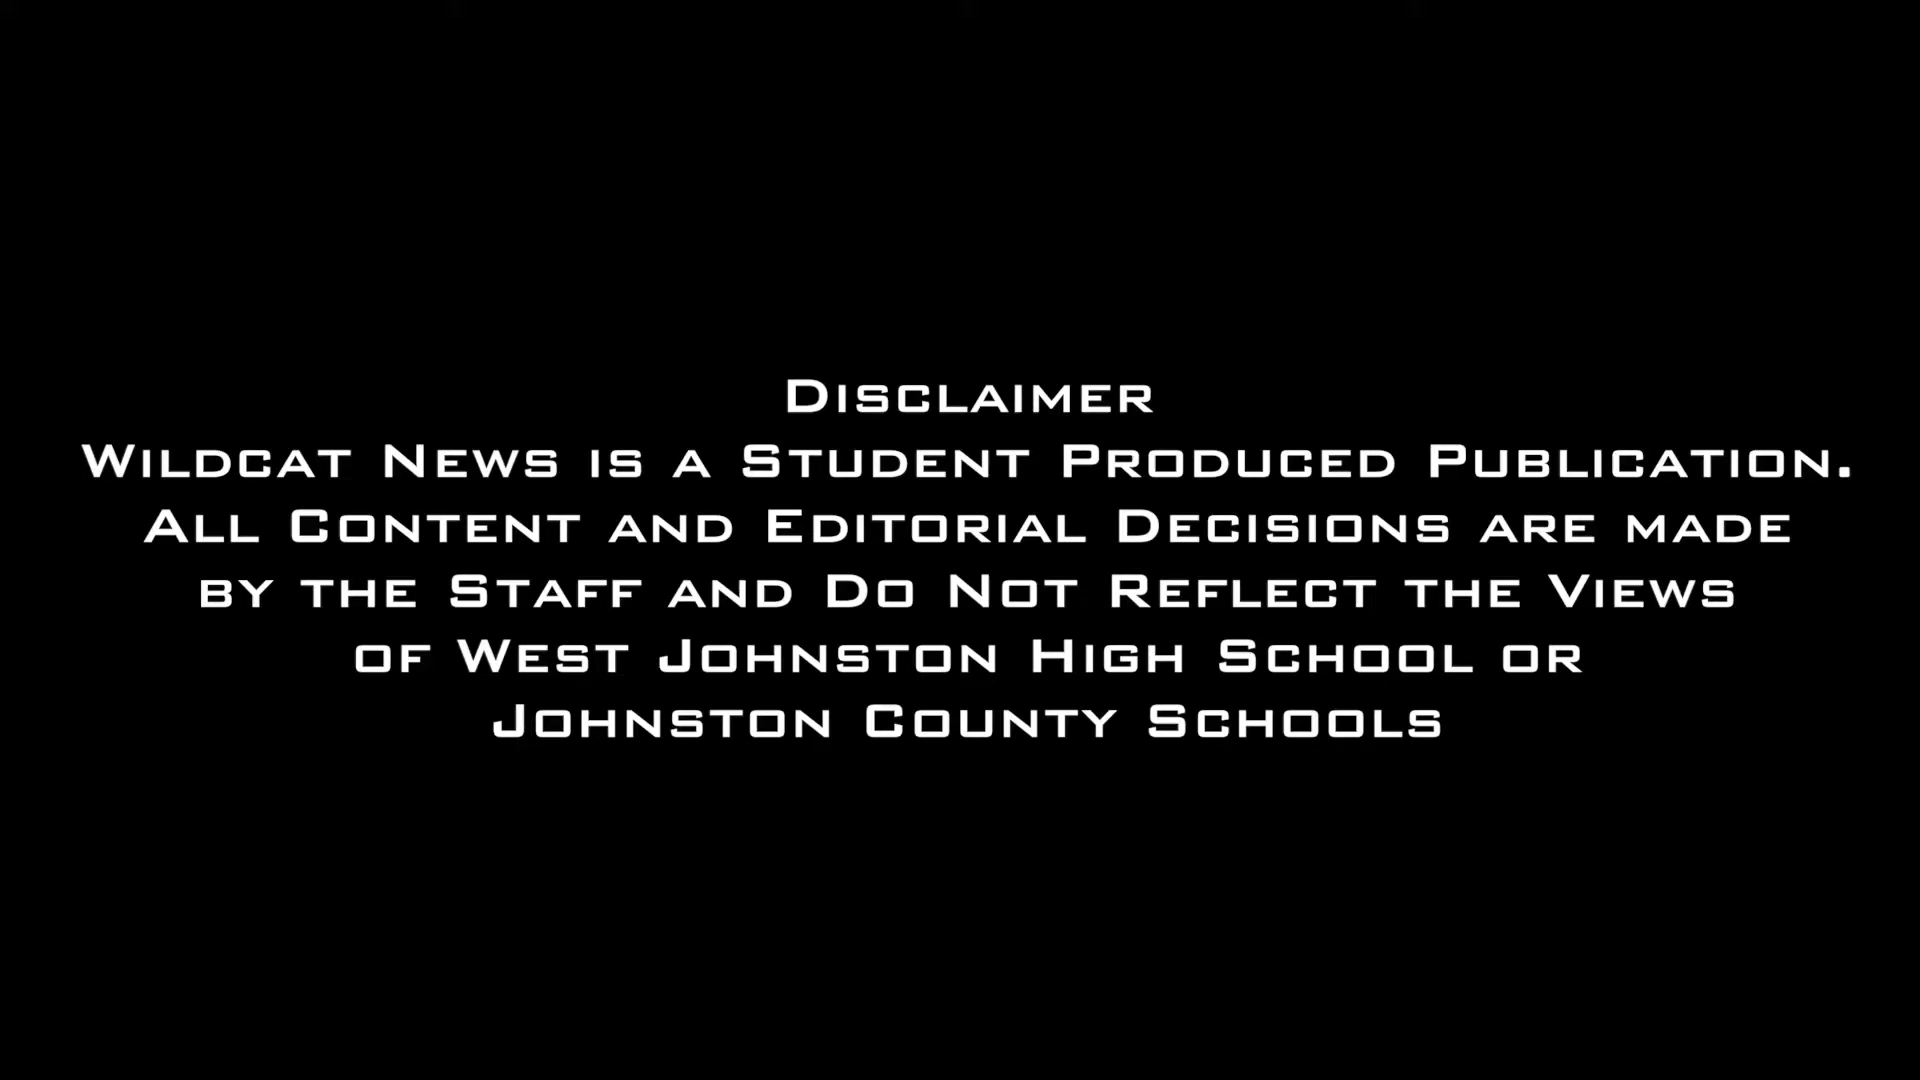 Disclaimer
Wildcat News is a Student Produced Publication.
All Content and Editorial Decisions are made
by the Staff and Do Not Reflect the Views
of West Johnston High School or
Johnston County Schools